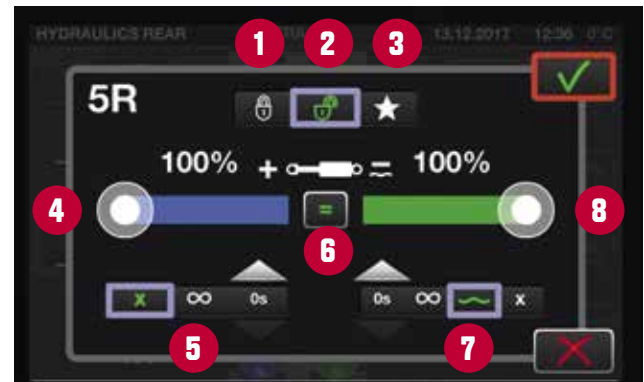 HYDRAULICS REAR 13.12.2017 12:36 0°C
1 2 3
5R
100% + = 100%
4 = 8
6
X ∞ 0s 0s ∞ X
5 7